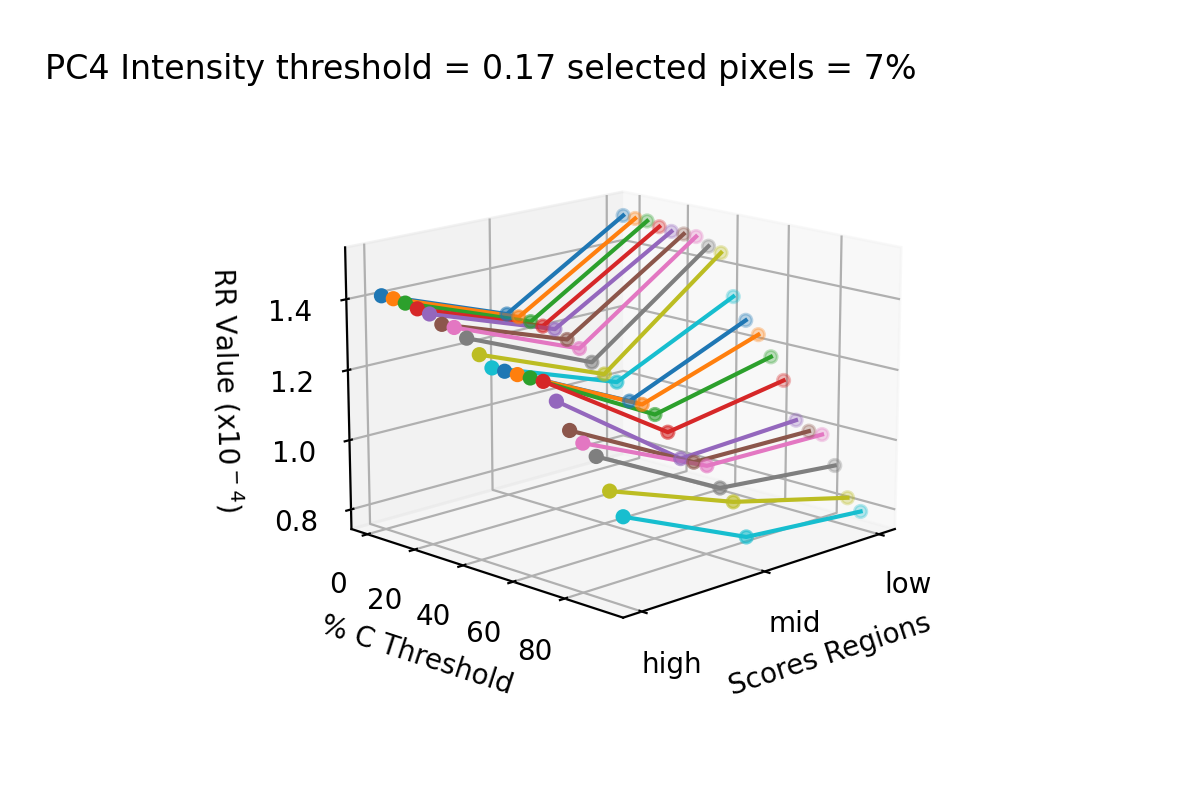 PC4 Intensity threshold = 0.17 selected pixels = 7%
RR Value (x10⁻⁴)
1.4
1.2
1.0
0.8
0
20
40
60
80
% C Threshold
high
mid
low
Scores Regions